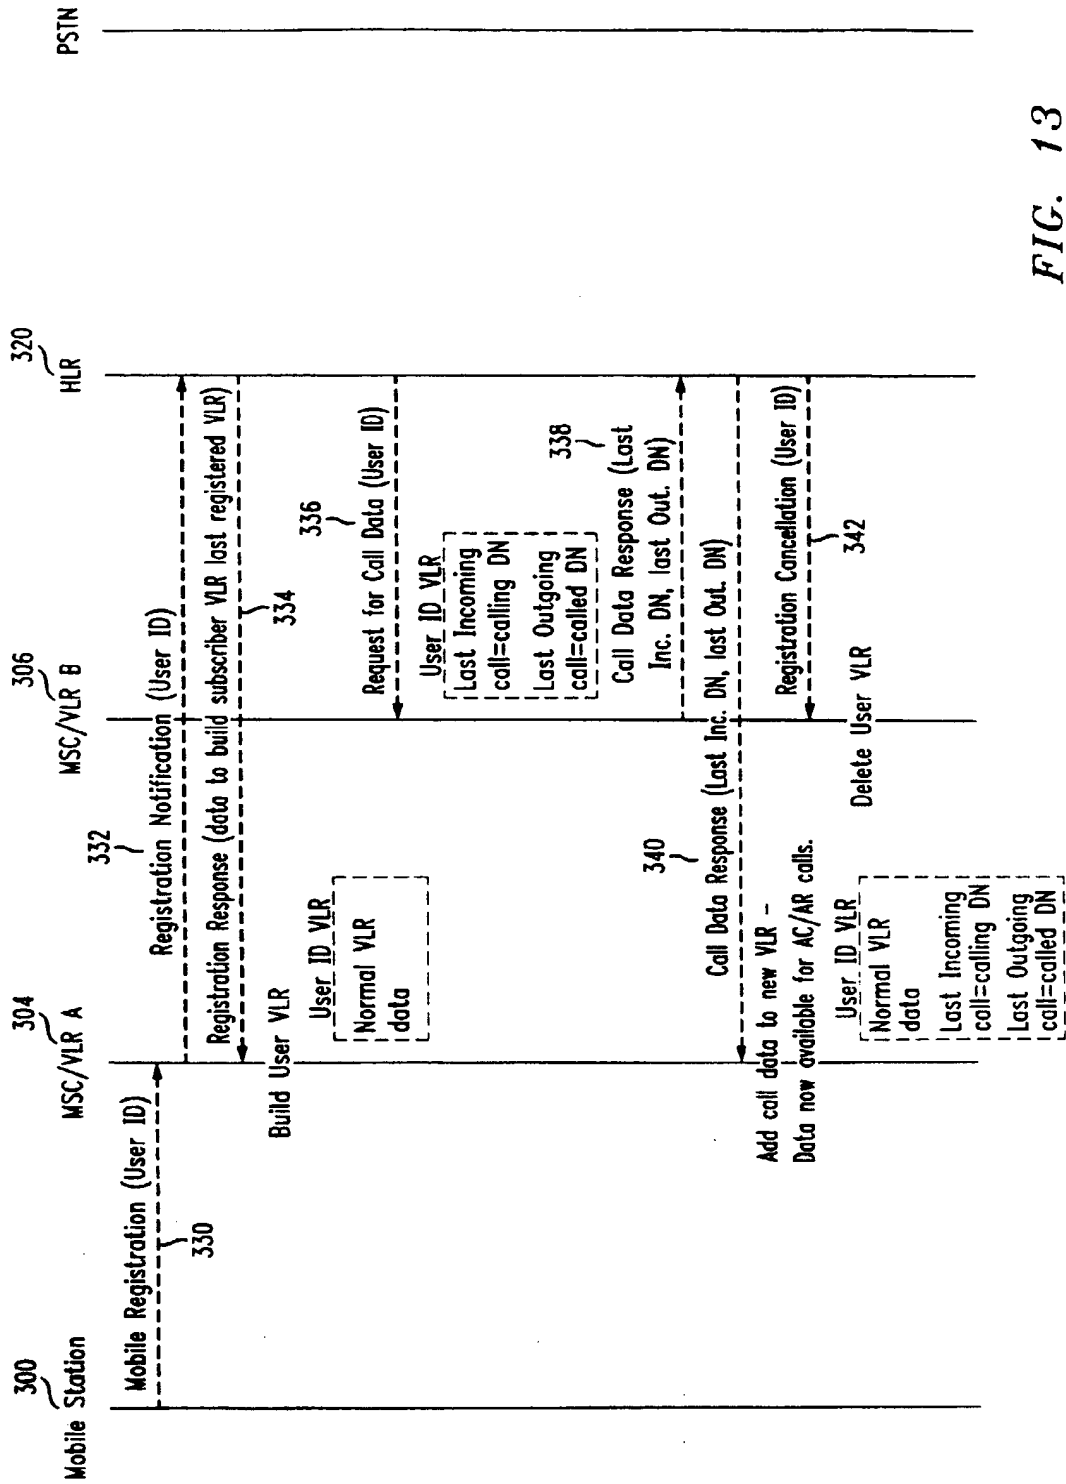 300
Mobile Station
304
MSC/VLR A
306
MSC/VLR B
320
HLR
PSTN
Mobile Registration (User ID)
330
332
Registration Notification (User ID)
Registration Response (data to build subscriber VLR last registered VLR)
334
Build User VLR
User ID VLR
Normal VLR
data
336
Request for Call Data (User ID)
User ID VLR
Last Incoming
call=calling DN
Last Outgoing
call=called DN
338
Call Data Response (Last
Inc. DN, last Out. DN)
340
Call Data Response (Last Inc. DN, last Out. DN)
Add call data to new VLR –
Data now available for AC/AR calls.
Registration Cancellation (User ID)
342
Delete User VLR
User ID VLR
Normal VLR
data
Last Incoming
call=calling DN
Last Outgoing
call=called DN
FIG. 13